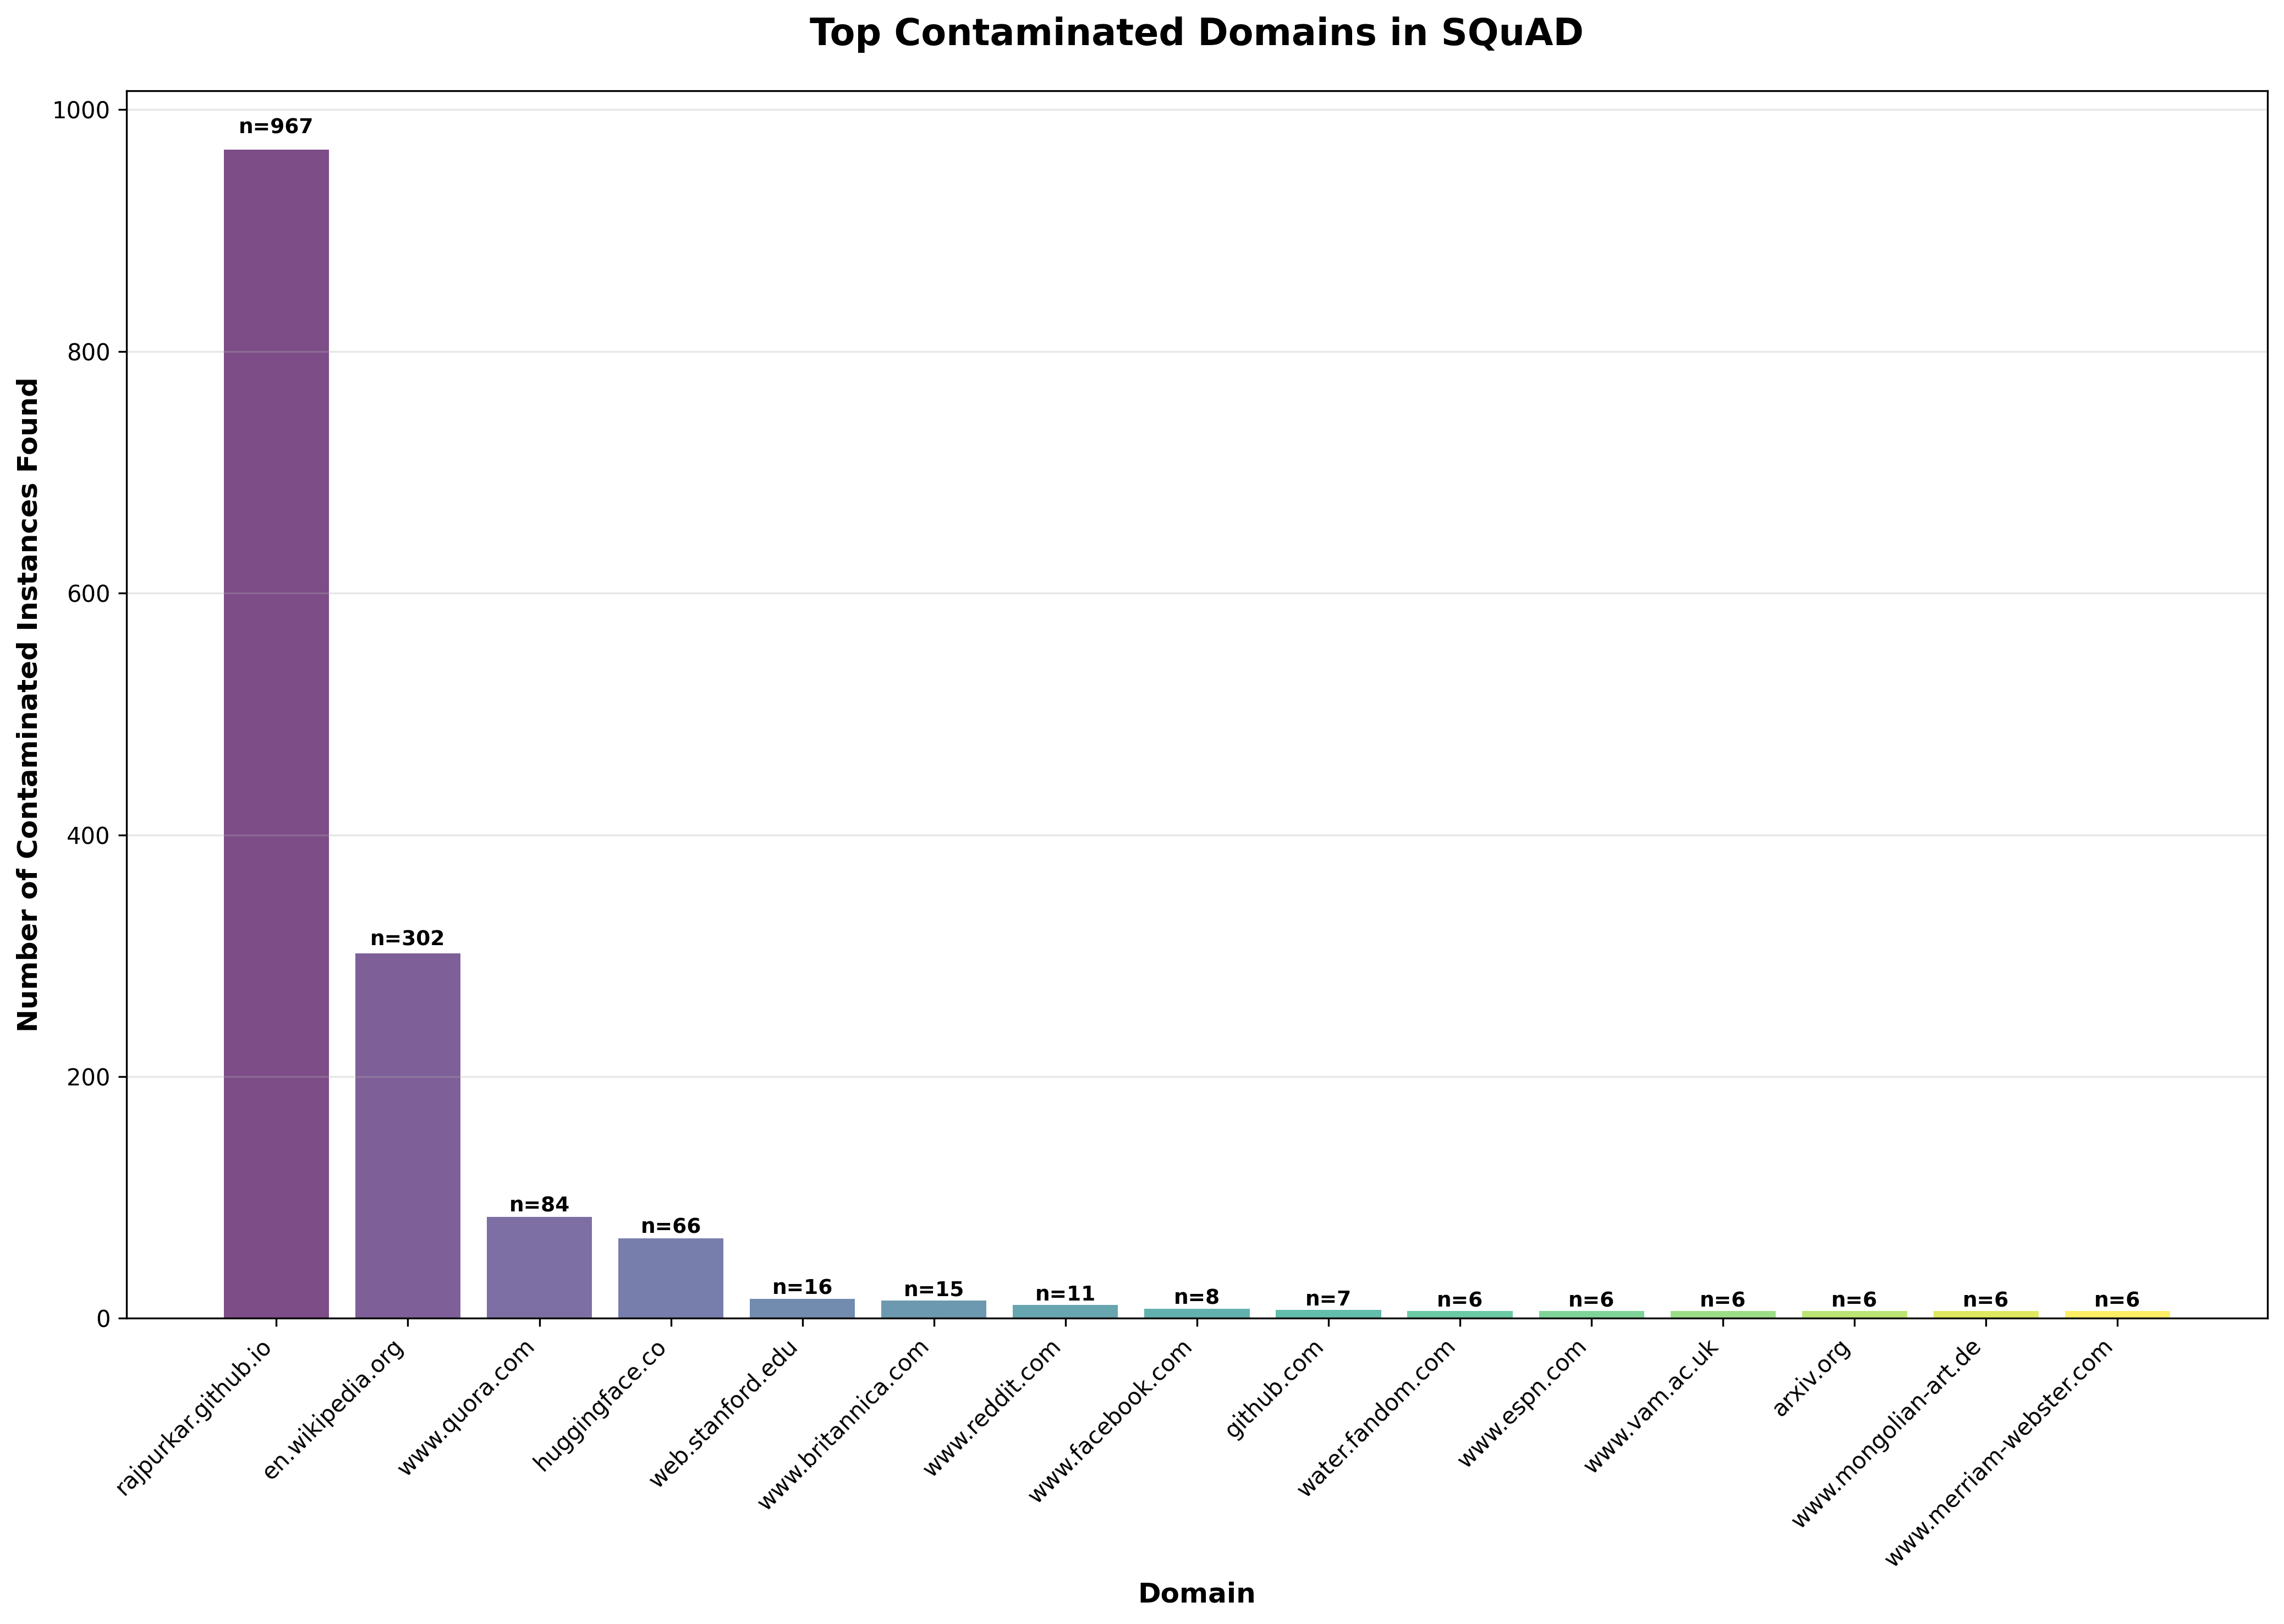 Top Contaminated Domains in SQuAD
Number of Contaminated Instances Found
1000
800
600
400
200
0
n=967
n=302
n=84
n=66
n=16
n=15
n=11
n=8
n=7
n=6
n=6
n=6
n=6
n=6
n=6
rajpurkar.github.io
en.wikipedia.org
www.quora.com
huggingface.co
web.stanford.edu
www.britannica.com
www.reddit.com
www.facebook.com
github.com
water.fandom.com
www.espn.com
www.vam.ac.uk
arxiv.org
www.mongolian-art.de
www.merriam-webster.com
Domain